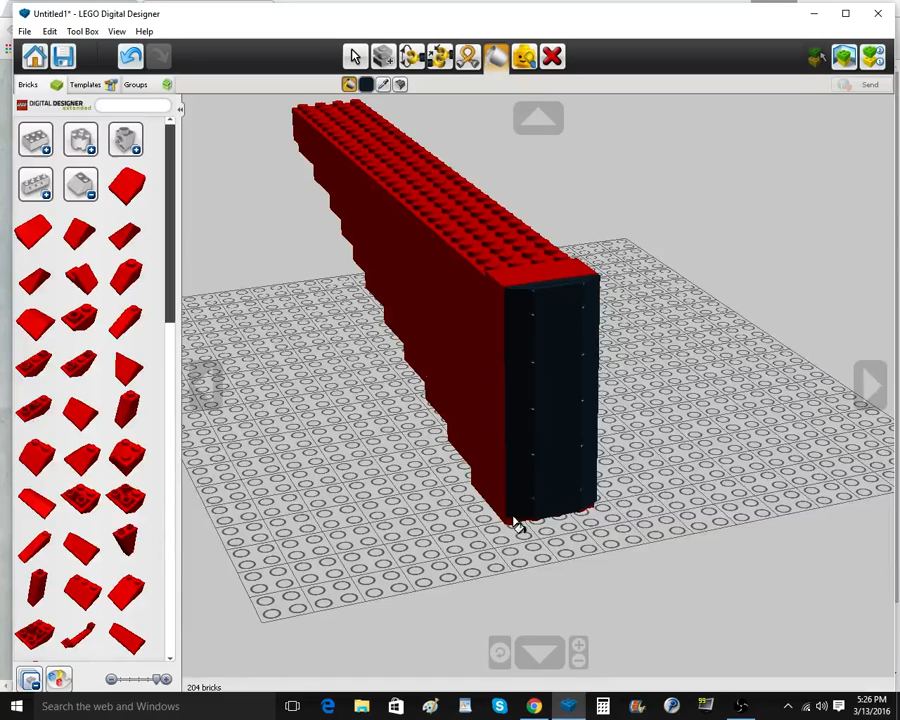 Untitled1* - LEGO Digital Designer
File Edit Tool Box View Help
Bricks Templates Groups Send
LEGO DIGITAL DESIGNER
extended
204 bricks
Search the web and Windows
5:26 PM
3/13/2016